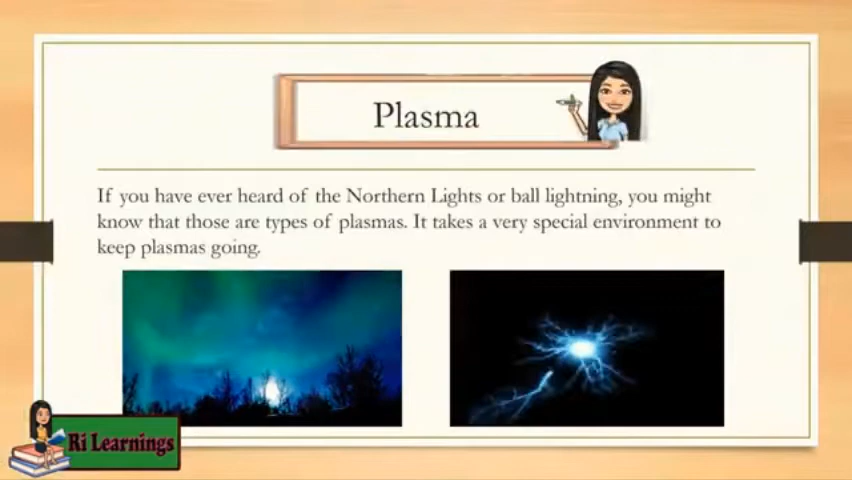 Plasma
If you have ever heard of the Northern Lights or ball lightning, you might
know that those are types of plasmas. It takes a very special environment to
keep plasmas going.
Ri Learnings